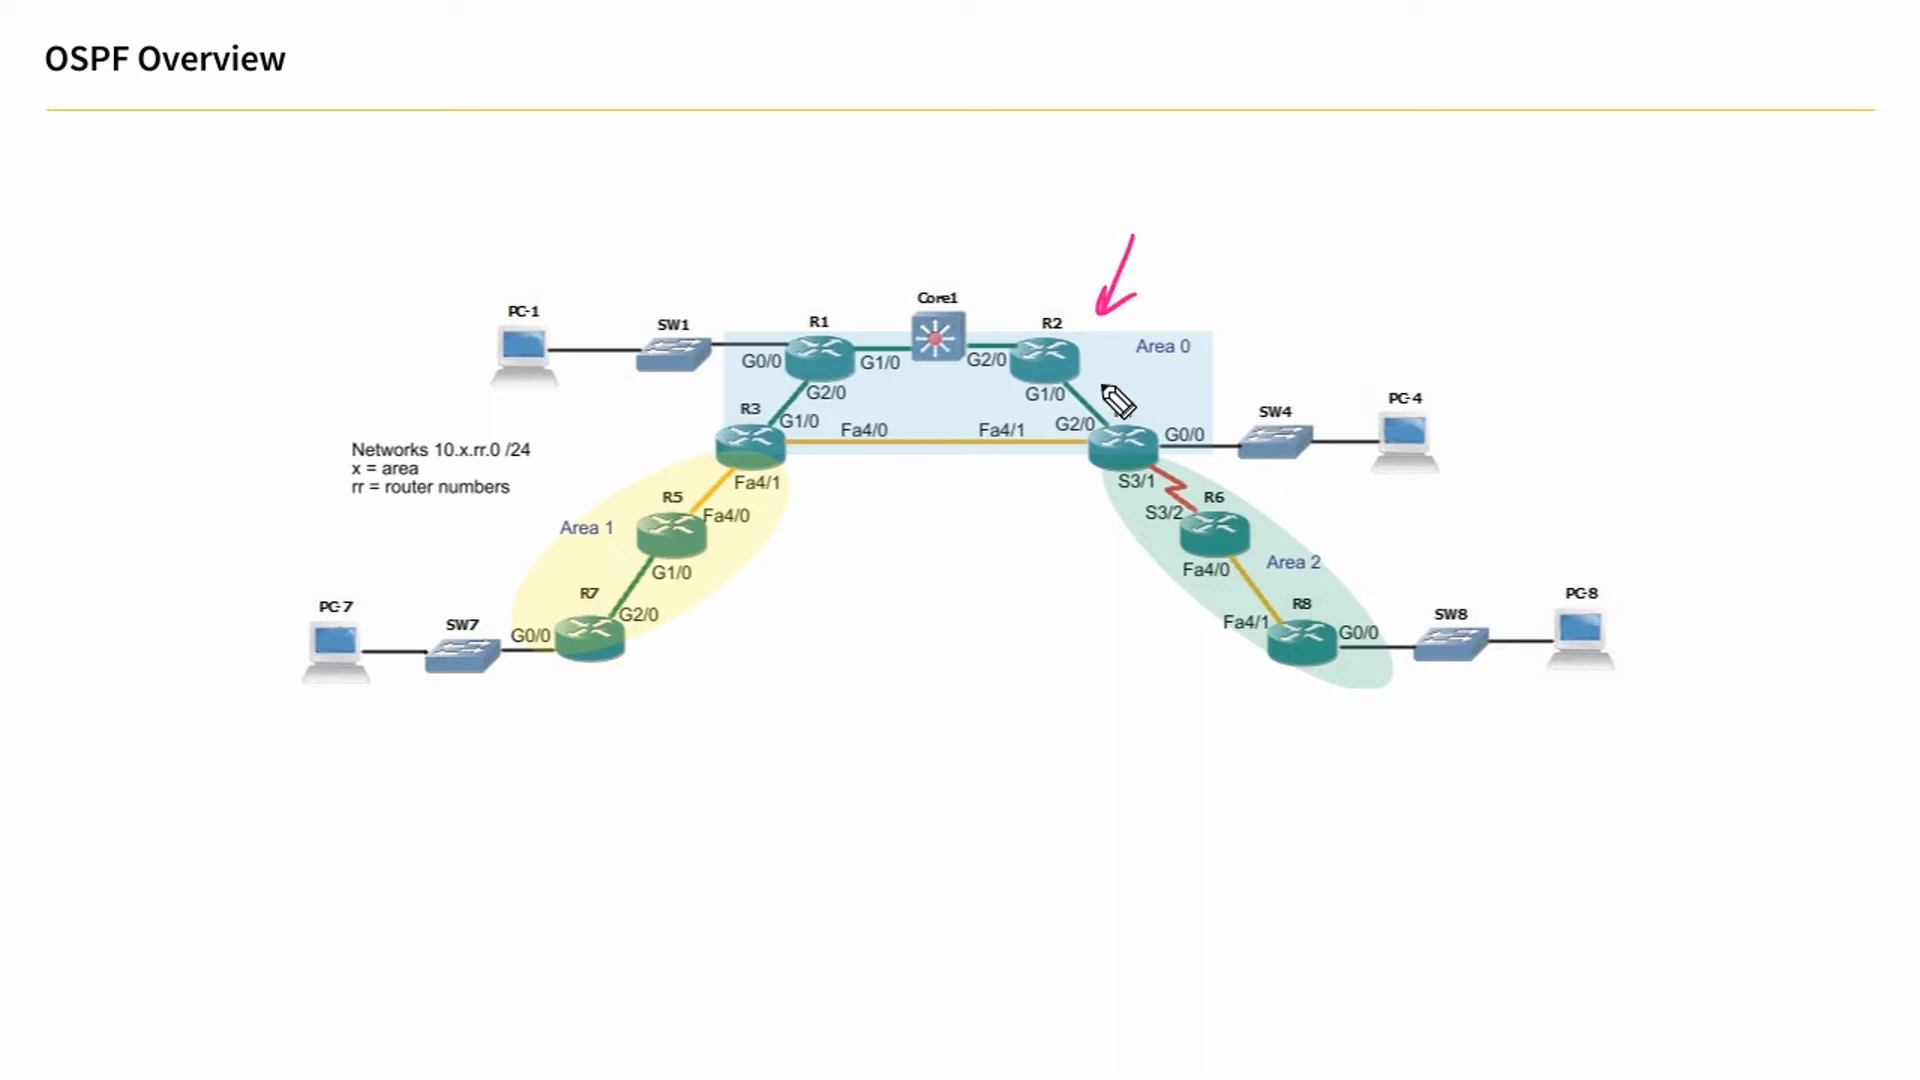 OSPF Overview
Core1
PC-1
SW1
R1
R2
G0/0
G1/0
G2/0
Area 0
G2/0
G1/0
R3
G1/0
Fa4/0
Fa4/1
G2/0
G0/0
SW4
PC-4
Networks 10.x.rr.0 /24
x = area
rr = router numbers
Fa4/1
S3/1
R5
Fa4/0
R6
S3/2
Area 1
G1/0
Fa4/0
Area 2
R7
G2/0
R8
Fa4/1
PC-7
SW7
G0/0
G0/0
SW8
PC-8